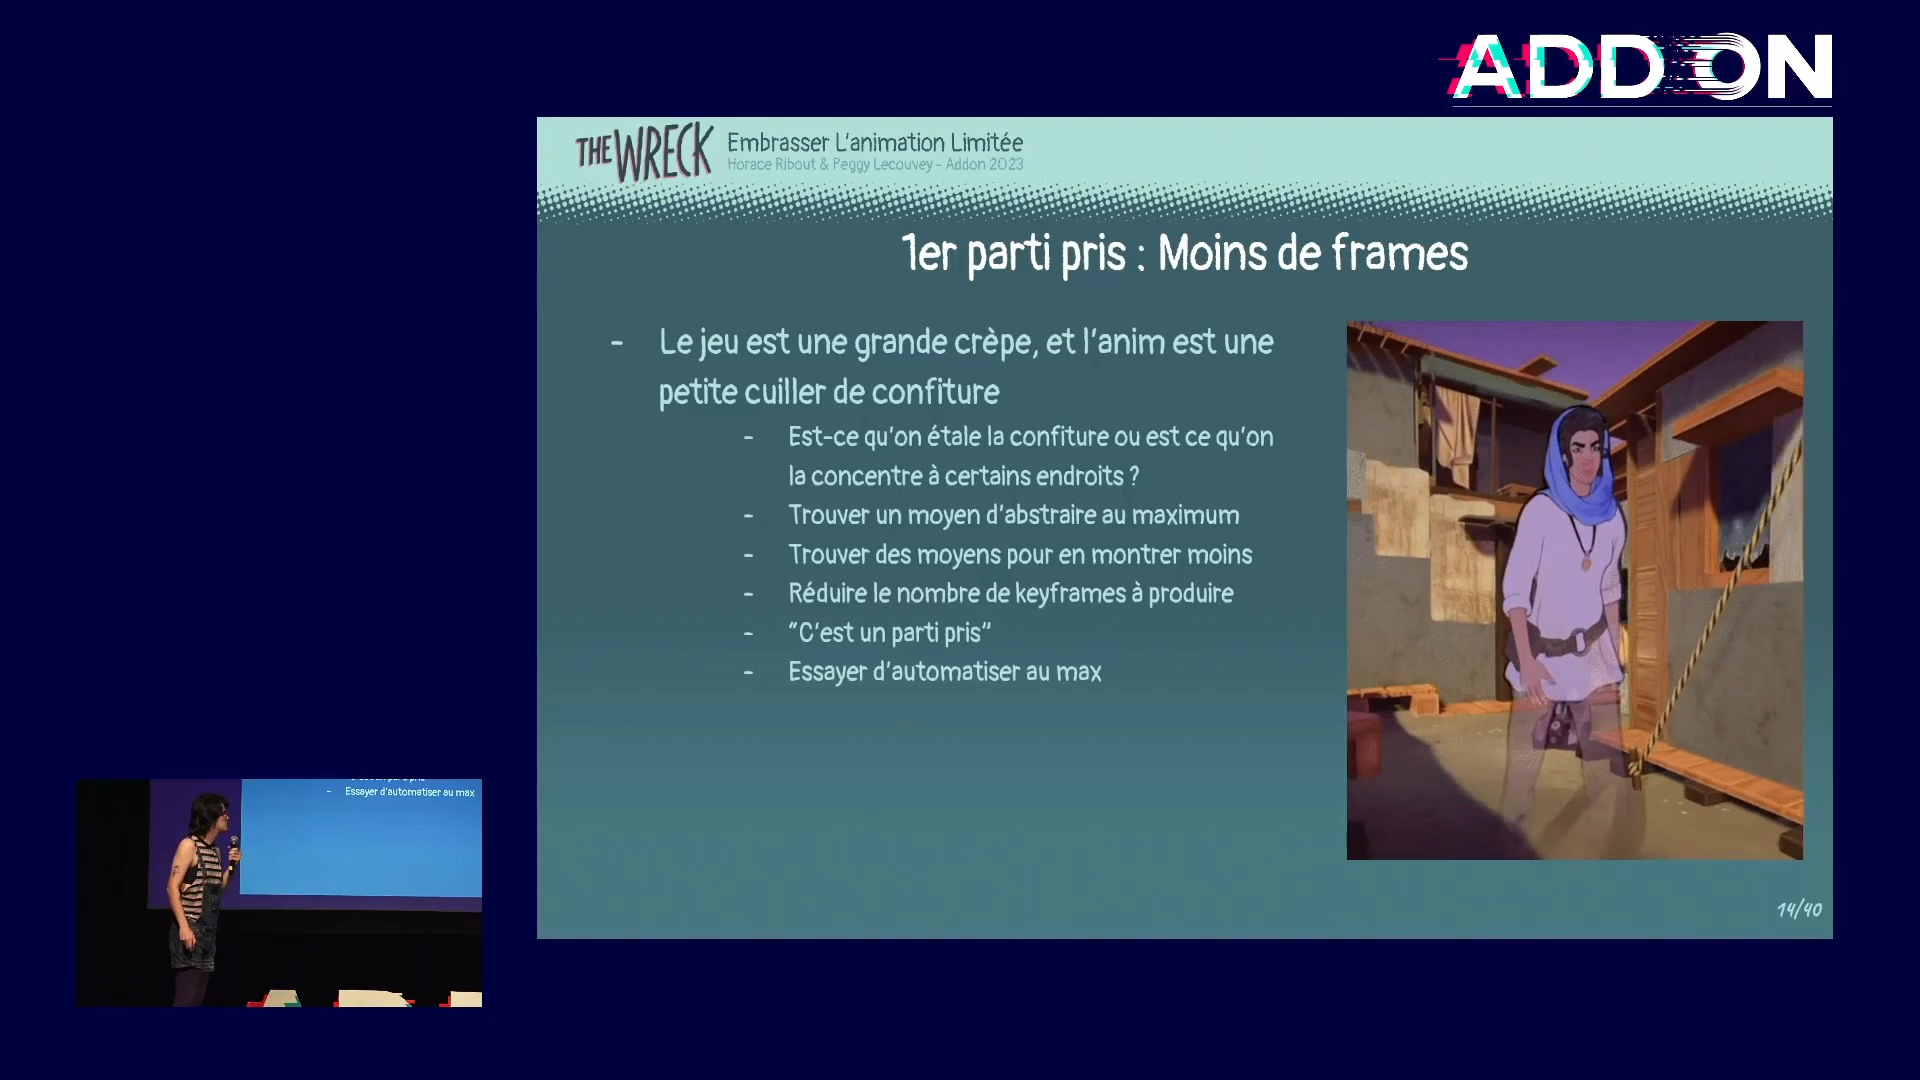 ADD ON
THE WRECK
Embrasser L'animation Limitée
Horace Ribout & Peggy Lecouvey - Addon 2023
1er parti pris : Moins de frames
- Le jeu est une grande crèpe, et l'anim est une
petite cuiller de confiture
- Est-ce qu'on étale la confiture ou est ce qu'on
la concentre à certains endroits ?
- Trouver un moyen d'abstraire au maximum
- Trouver des moyens pour en montrer moins
- Réduire le nombre de keyframes à produire
- "C'est un parti pris"
- Essayer d'automatiser au max
14/40
- Essayer d'automatiser au max